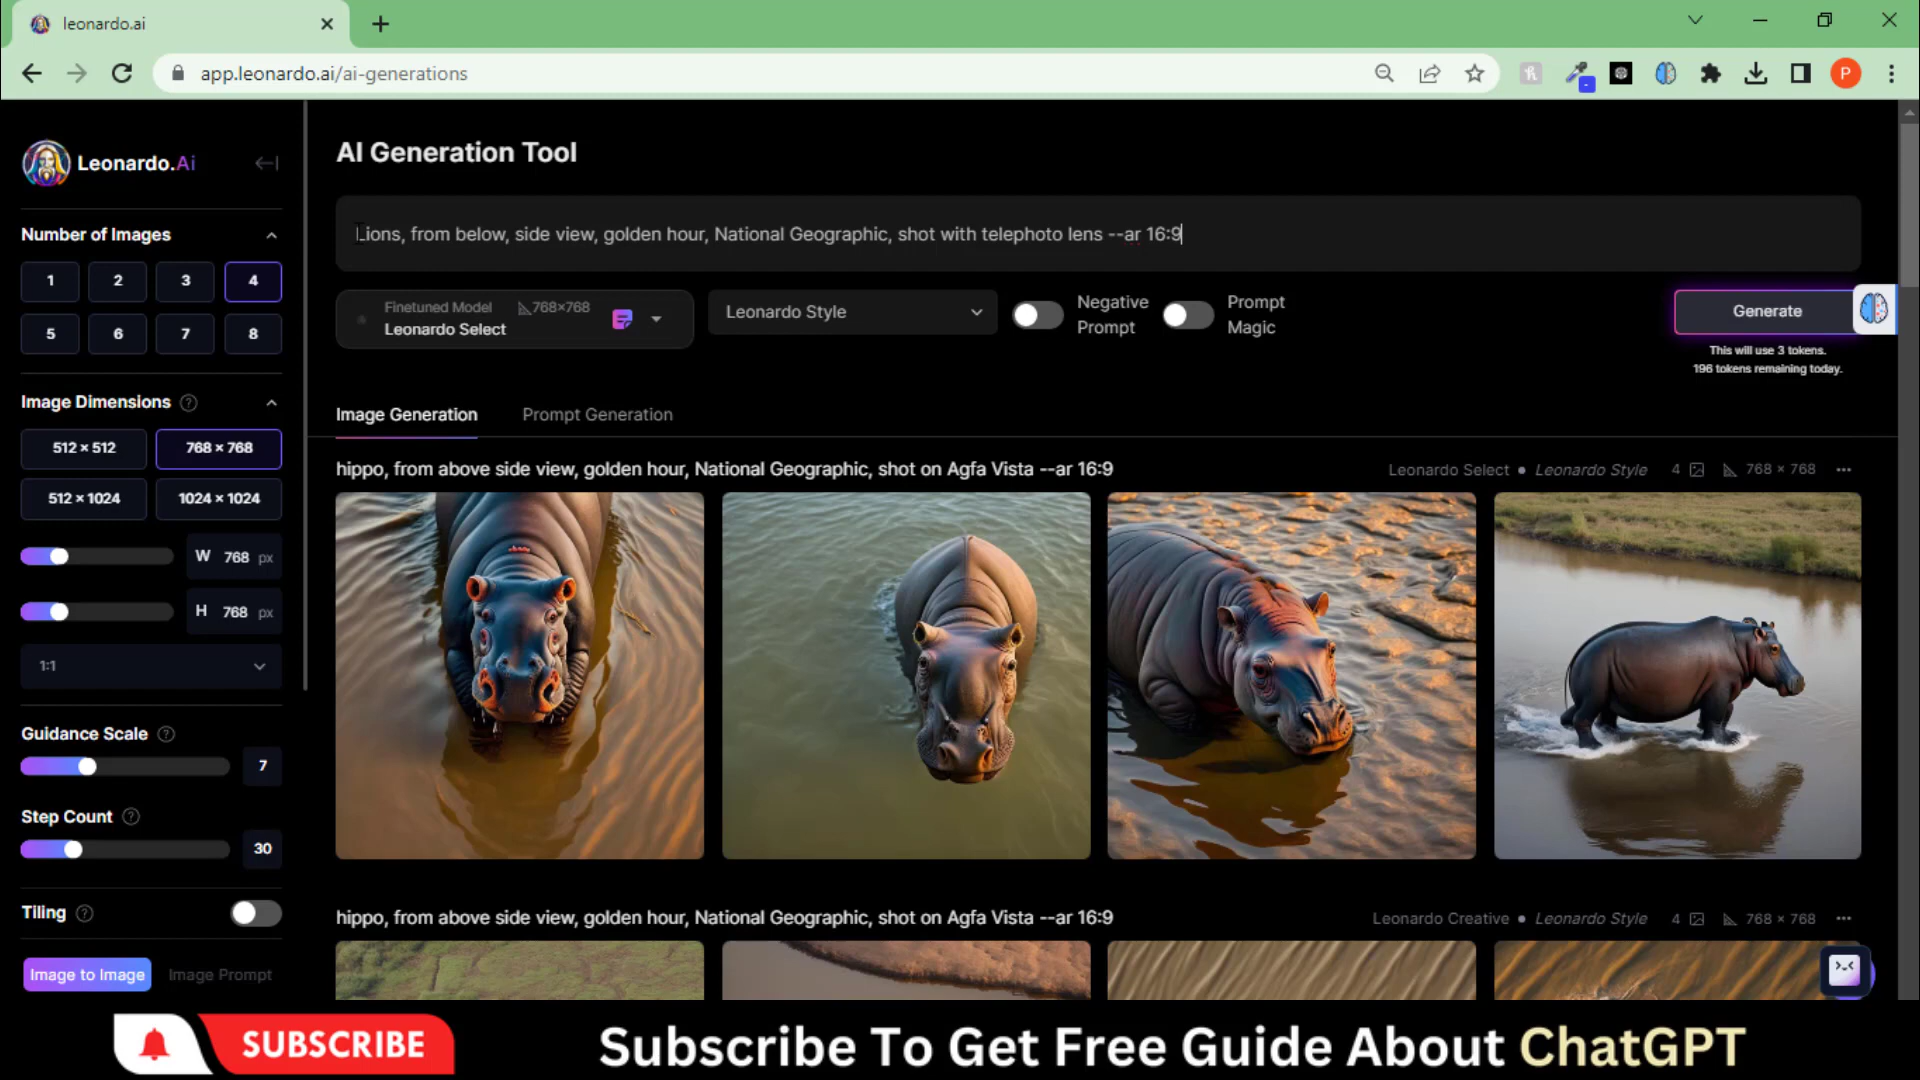 leonardo.ai
app.leonardo.ai/ai-generations
P
Leonardo.Ai
Number of Images
1 2 3 4
5 6 7 8
Image Dimensions ?
512 × 512 768 × 768
512 × 1024 1024 × 1024
W 768 px
H 768 px
1:1
Guidance Scale ?
7
Step Count ?
30
Tiling ?
Image to Image Image Prompt
AI Generation Tool
Lions, from below, side view, golden hour, National Geographic, shot with telephoto lens --ar 16:9
Finetuned Model 768×768
Leonardo Select
Leonardo Style
Negative Prompt
Prompt Magic
Generate
This will use 3 tokens.
196 tokens remaining today.
Image Generation Prompt Generation
hippo, from above side view, golden hour, National Geographic, shot on Agfa Vista --ar 16:9
Leonardo Select • Leonardo Style 4 768 × 768
hippo, from above side view, golden hour, National Geographic, shot on Agfa Vista --ar 16:9
Leonardo Creative • Leonardo Style 4 768 × 768
SUBSCRIBE
Subscribe To Get Free Guide About ChatGPT